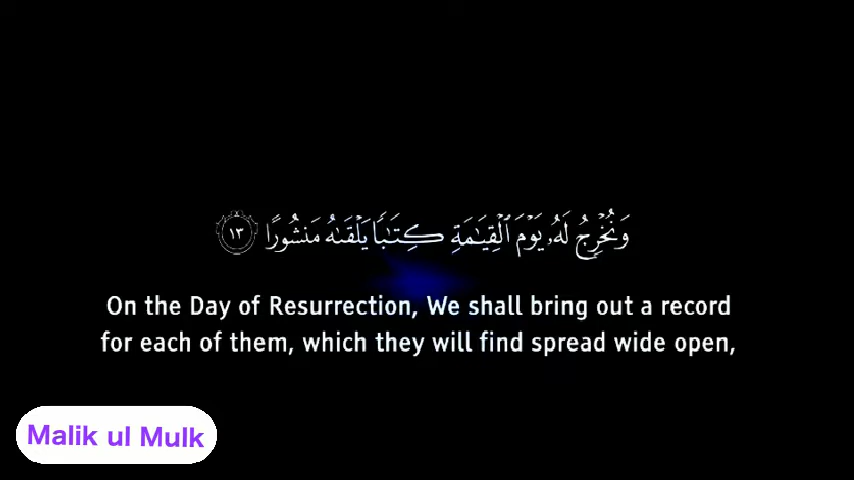 وَنُخْرِجُ لَهُۥ يَوْمَ ٱلْقِيَٰمَةِ كِتَٰبًا يَلْقَىٰهُ مَنشُورًا ١٣
On the Day of Resurrection, We shall bring out a record
for each of them, which they will find spread wide open,
Malik ul Mulk